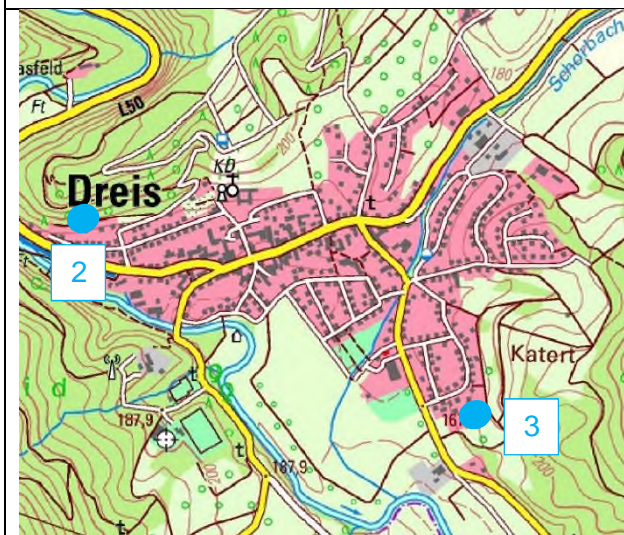 asfeld
Ft
L50
180
Schorbach
200
KD
Dreis
t
2
Katert
i d
t
187,9
16
3
200
187,9
t
200
t